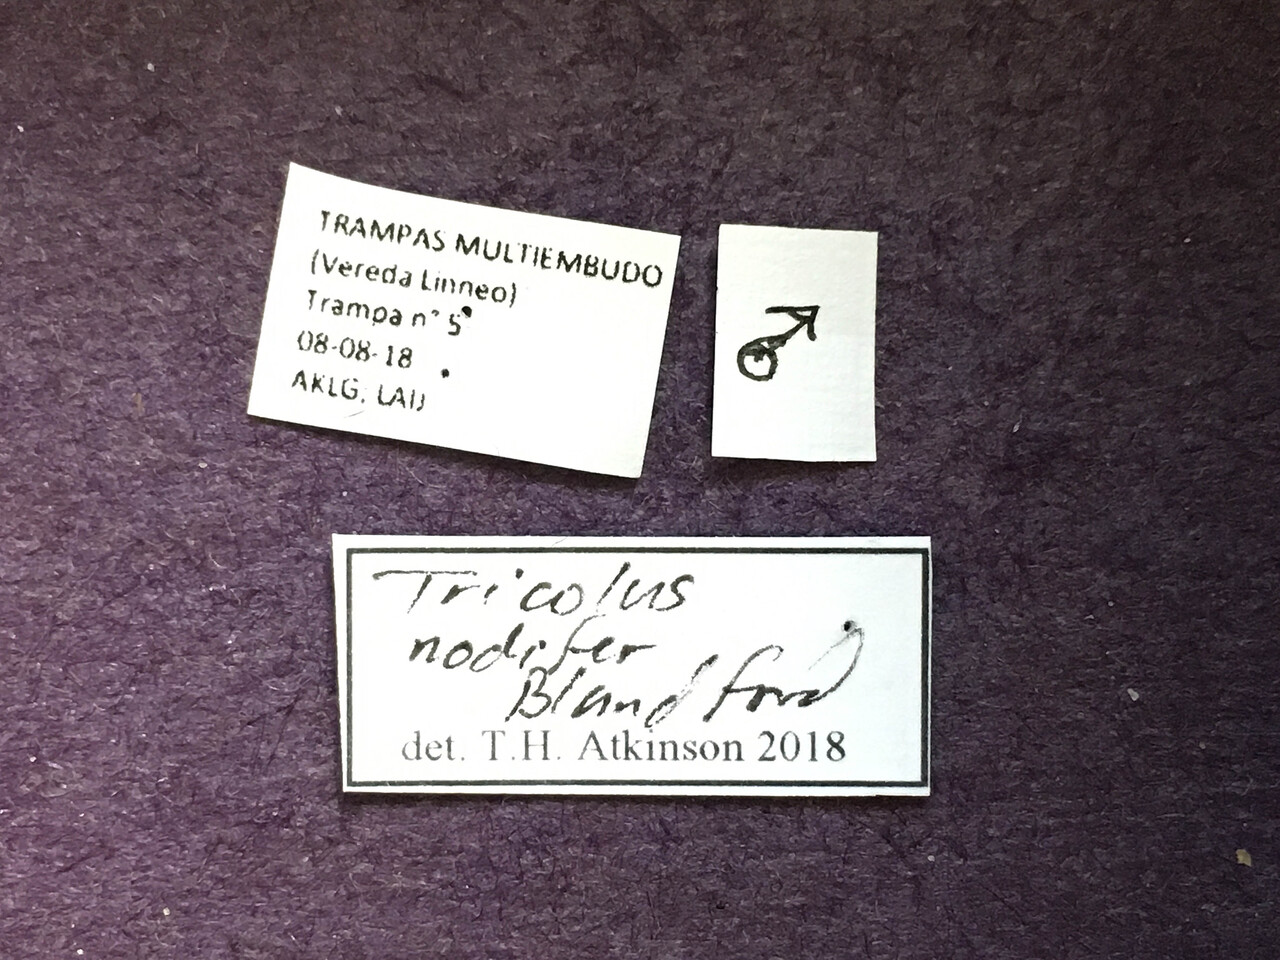 TRAMPAS MULTIEMBUDO
(Vereda Linneo)
Trampa n° 5
08-08-18
AKLG, LAIJ
♂
Tricolus
nodifer
Blandford
det. T.H. Atkinson 2018